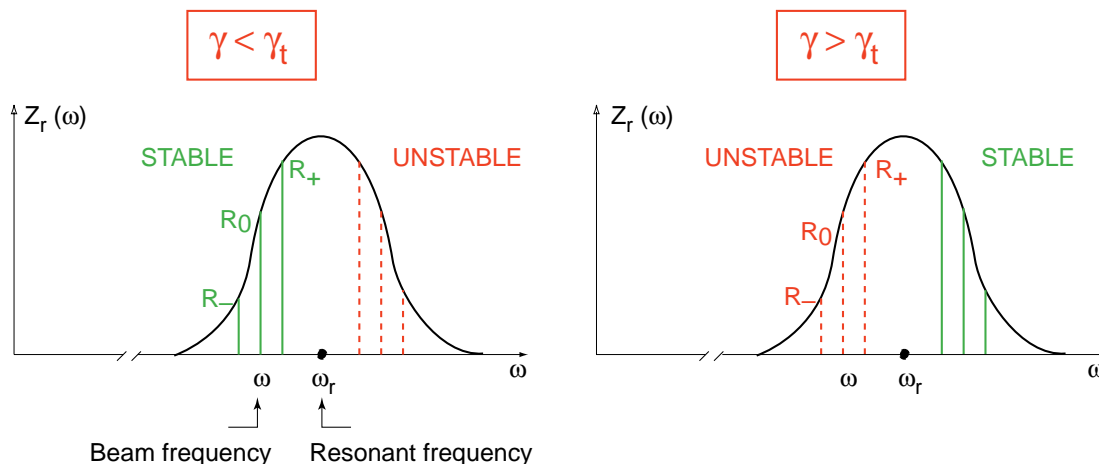 γ < γt
Zr (ω)
STABLE
UNSTABLE
R+
R0
R–
ω
ωr
ω
Beam frequency
Resonant frequency
γ > γt
Zr (ω)
UNSTABLE
STABLE
R+
R0
R–
ω
ωr
ω